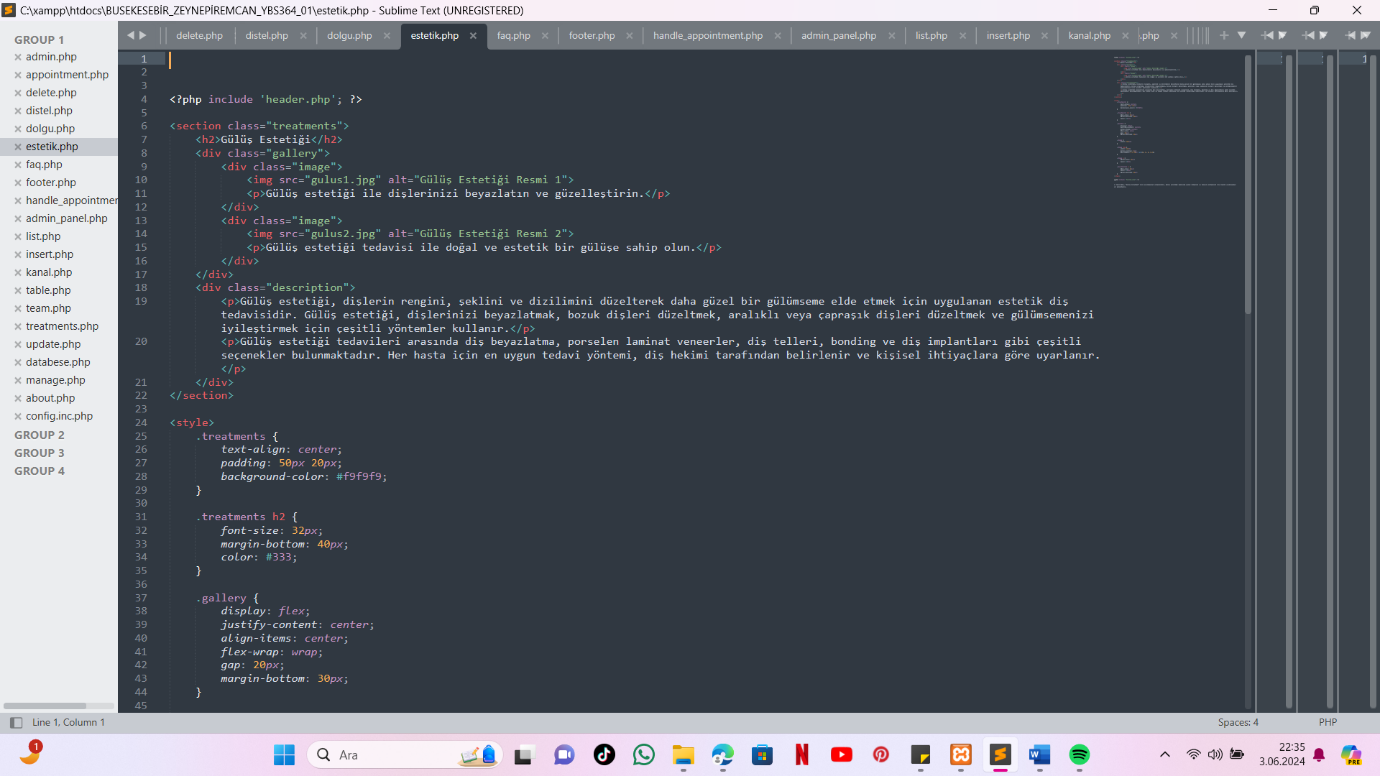 C:\xampp\htdocs\BUSEKESEBİR_ZEYNEPİREMCAN_YBS364_01\estetik.php - Sublime Text (UNREGISTERED)
GROUP 1
admin.php
appointment.php
delete.php
distel.php
dolgu.php
estetik.php
faq.php
footer.php
handle_appointmer
admin_panel.php
list.php
insert.php
kanal.php
table.php
team.php
treatments.php
update.php
databese.php
manage.php
about.php
config.inc.php
GROUP 2
GROUP 3
GROUP 4
delete.php distel.php dolgu.php estetik.php faq.php footer.php handle_appointment.php admin_panel.php list.php insert.php kanal.php .php
1
2
3
4 <?php include 'header.php'; ?>
5
6 <section class="treatments">
7 <h2>Gülüş Estetiği</h2>
8 <div class="gallery">
9 <div class="image">
10 <img src="gulus1.jpg" alt="Gülüş Estetiği Resmi 1">
11 <p>Gülüş estetiği ile dişlerinizi beyazlatın ve güzelleştirin.</p>
12 </div>
13 <div class="image">
14 <img src="gulus2.jpg" alt="Gülüş Estetiği Resmi 2">
15 <p>Gülüş estetiği tedavisi ile doğal ve estetik bir gülüşe sahip olun.</p>
16 </div>
17 </div>
18 <div class="description">
19 <p>Gülüş estetiği, dişlerin rengini, şeklini ve dizilimini düzelterek daha güzel bir gülümseme elde etmek için uygulanan estetik diş
tedavisidir. Gülüş estetiği, dişlerinizi beyazlatmak, bozuk dişleri düzeltmek, aralıklı veya çapraşık dişleri düzeltmek ve gülümsemenizi
iyileştirmek için çeşitli yöntemler kullanır.</p>
20 <p>Gülüş estetiği tedavileri arasında diş beyazlatma, porselen laminat veneerler, diş telleri, bonding ve diş implantları gibi çeşitli
seçenekler bulunmaktadır. Her hasta için en uygun tedavi yöntemi, diş hekimi tarafından belirlenir ve kişisel ihtiyaçlara göre uyarlanır.
</p>
21 </div>
22 </section>
23
24 <style>
25 .treatments {
26 text-align: center;
27 padding: 50px 20px;
28 background-color: #f9f9f9;
29 }
30
31 .treatments h2 {
32 font-size: 32px;
33 margin-bottom: 40px;
34 color: #333;
35 }
36
37 .gallery {
38 display: flex;
39 justify-content: center;
40 align-items: center;
41 flex-wrap: wrap;
42 gap: 20px;
43 margin-bottom: 30px;
44 }
45
Line 1, Column 1
Spaces: 4 PHP
1
Ara
PRE
22:35
3.06.2024